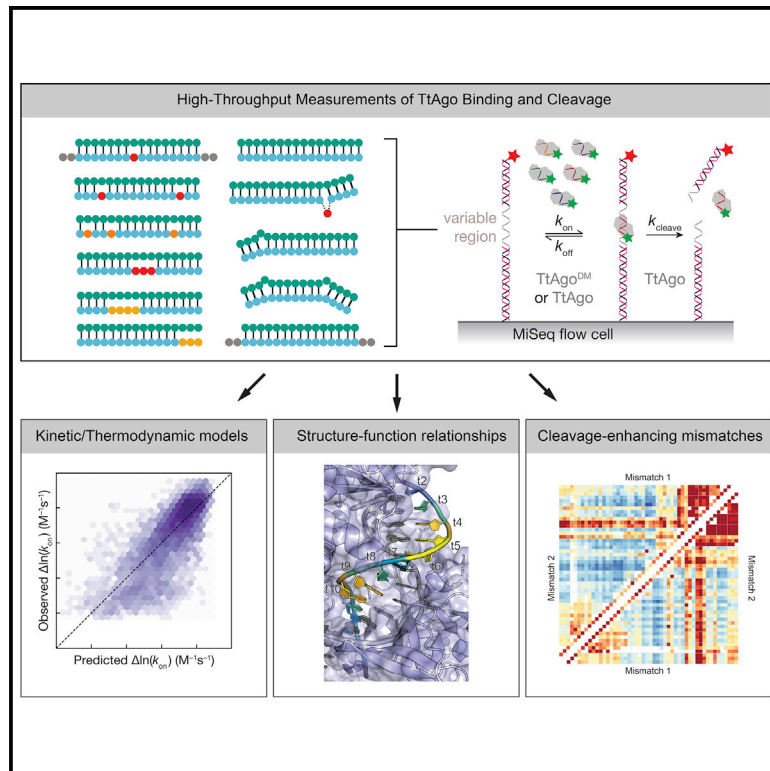 High-Throughput Measurements of TtAgo Binding and Cleavage
variable
region
kon
koff
TtAgoDM
or TtAgo
kcleave
TtAgo
MiSeq flow cell
Kinetic/Thermodynamic models
Observed Δln(kon) (M⁻¹s⁻¹)
Predicted Δln(kon) (M⁻¹s⁻¹)
Structure-function relationships
t2
t3
t4
t5
t6
t7
t8
t9
t10
Cleavage-enhancing mismatches
Mismatch 1
Mismatch 2
Mismatch 2
Mismatch 1